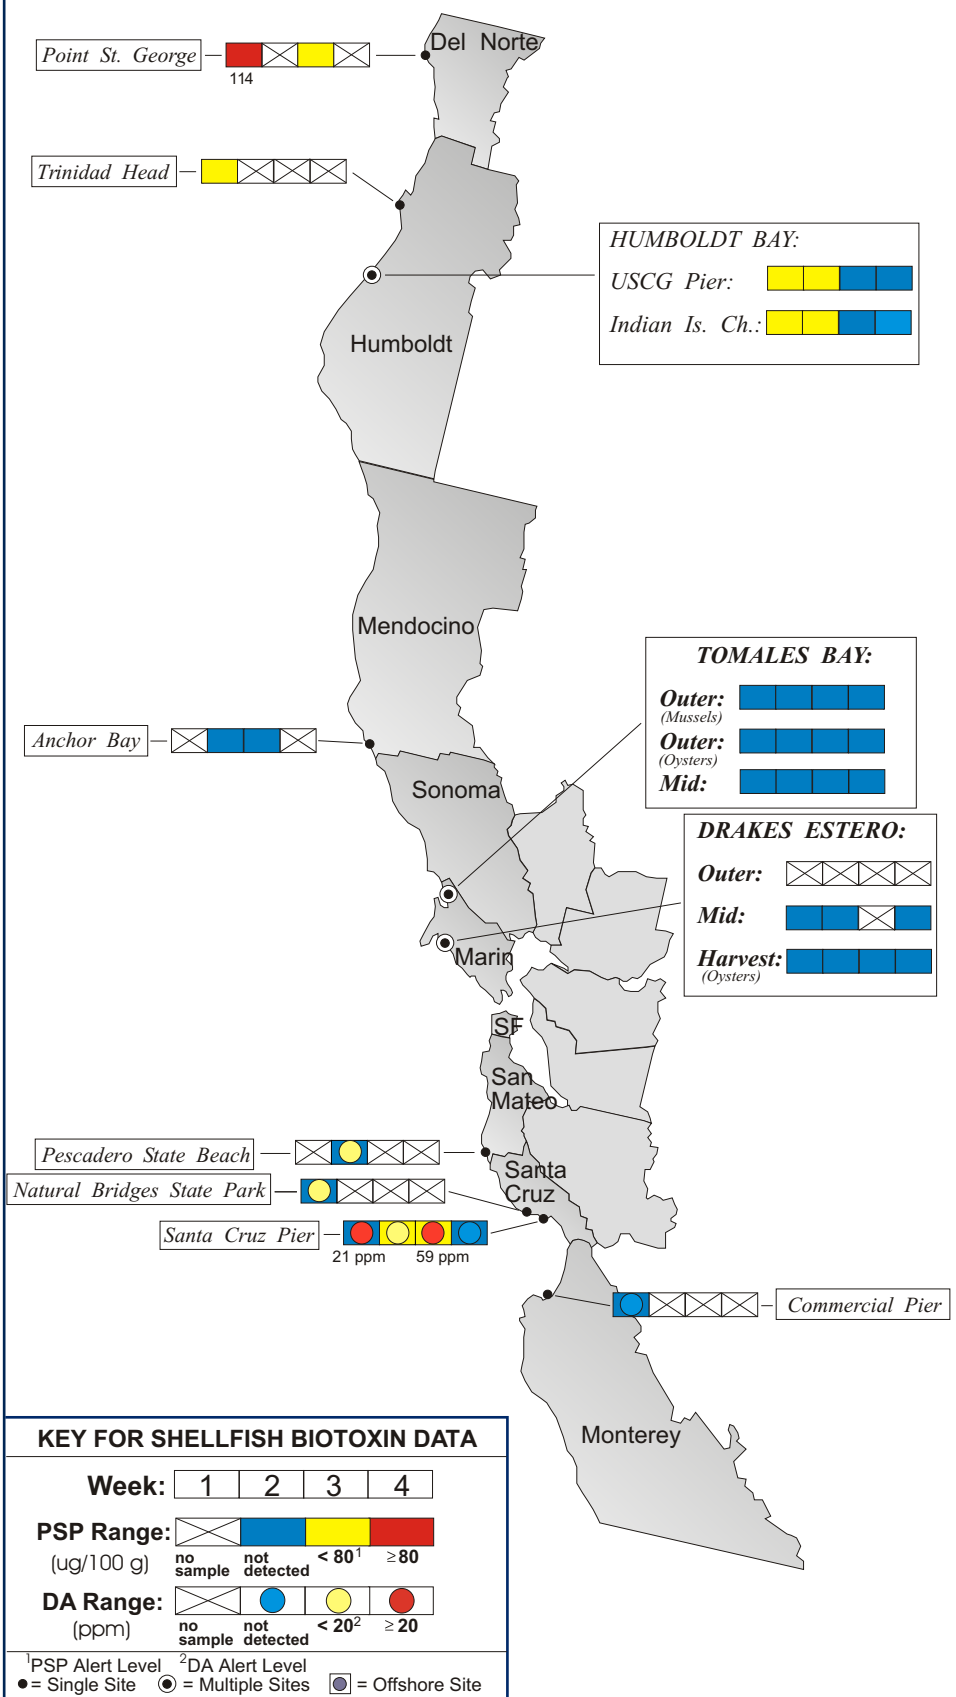 Del Norte
Point St. George
114
Trinidad Head
HUMBOLDT BAY:
USCG Pier:
Indian Is. Ch.:
Humboldt
Mendocino
TOMALES BAY:
Outer:
(Mussels)
Outer:
(Oysters)
Mid:
Anchor Bay
Sonoma
DRAKES ESTERO:
Outer:
Mid:
Harvest:
(Oysters)
Marin
SF
San
Mateo
Pescadero State Beach
Santa
Cruz
Natural Bridges State Park
Santa Cruz Pier
21 ppm 59 ppm
Commercial Pier
Monterey
KEY FOR SHELLFISH BIOTOXIN DATA
Week: 1 2 3 4
PSP Range:
(ug/100 g)
no sample not detected < 80¹ ≥80
DA Range:
(ppm)
no sample not detected < 20² ≥ 20
¹PSP Alert Level ²DA Alert Level
= Single Site = Multiple Sites = Offshore Site